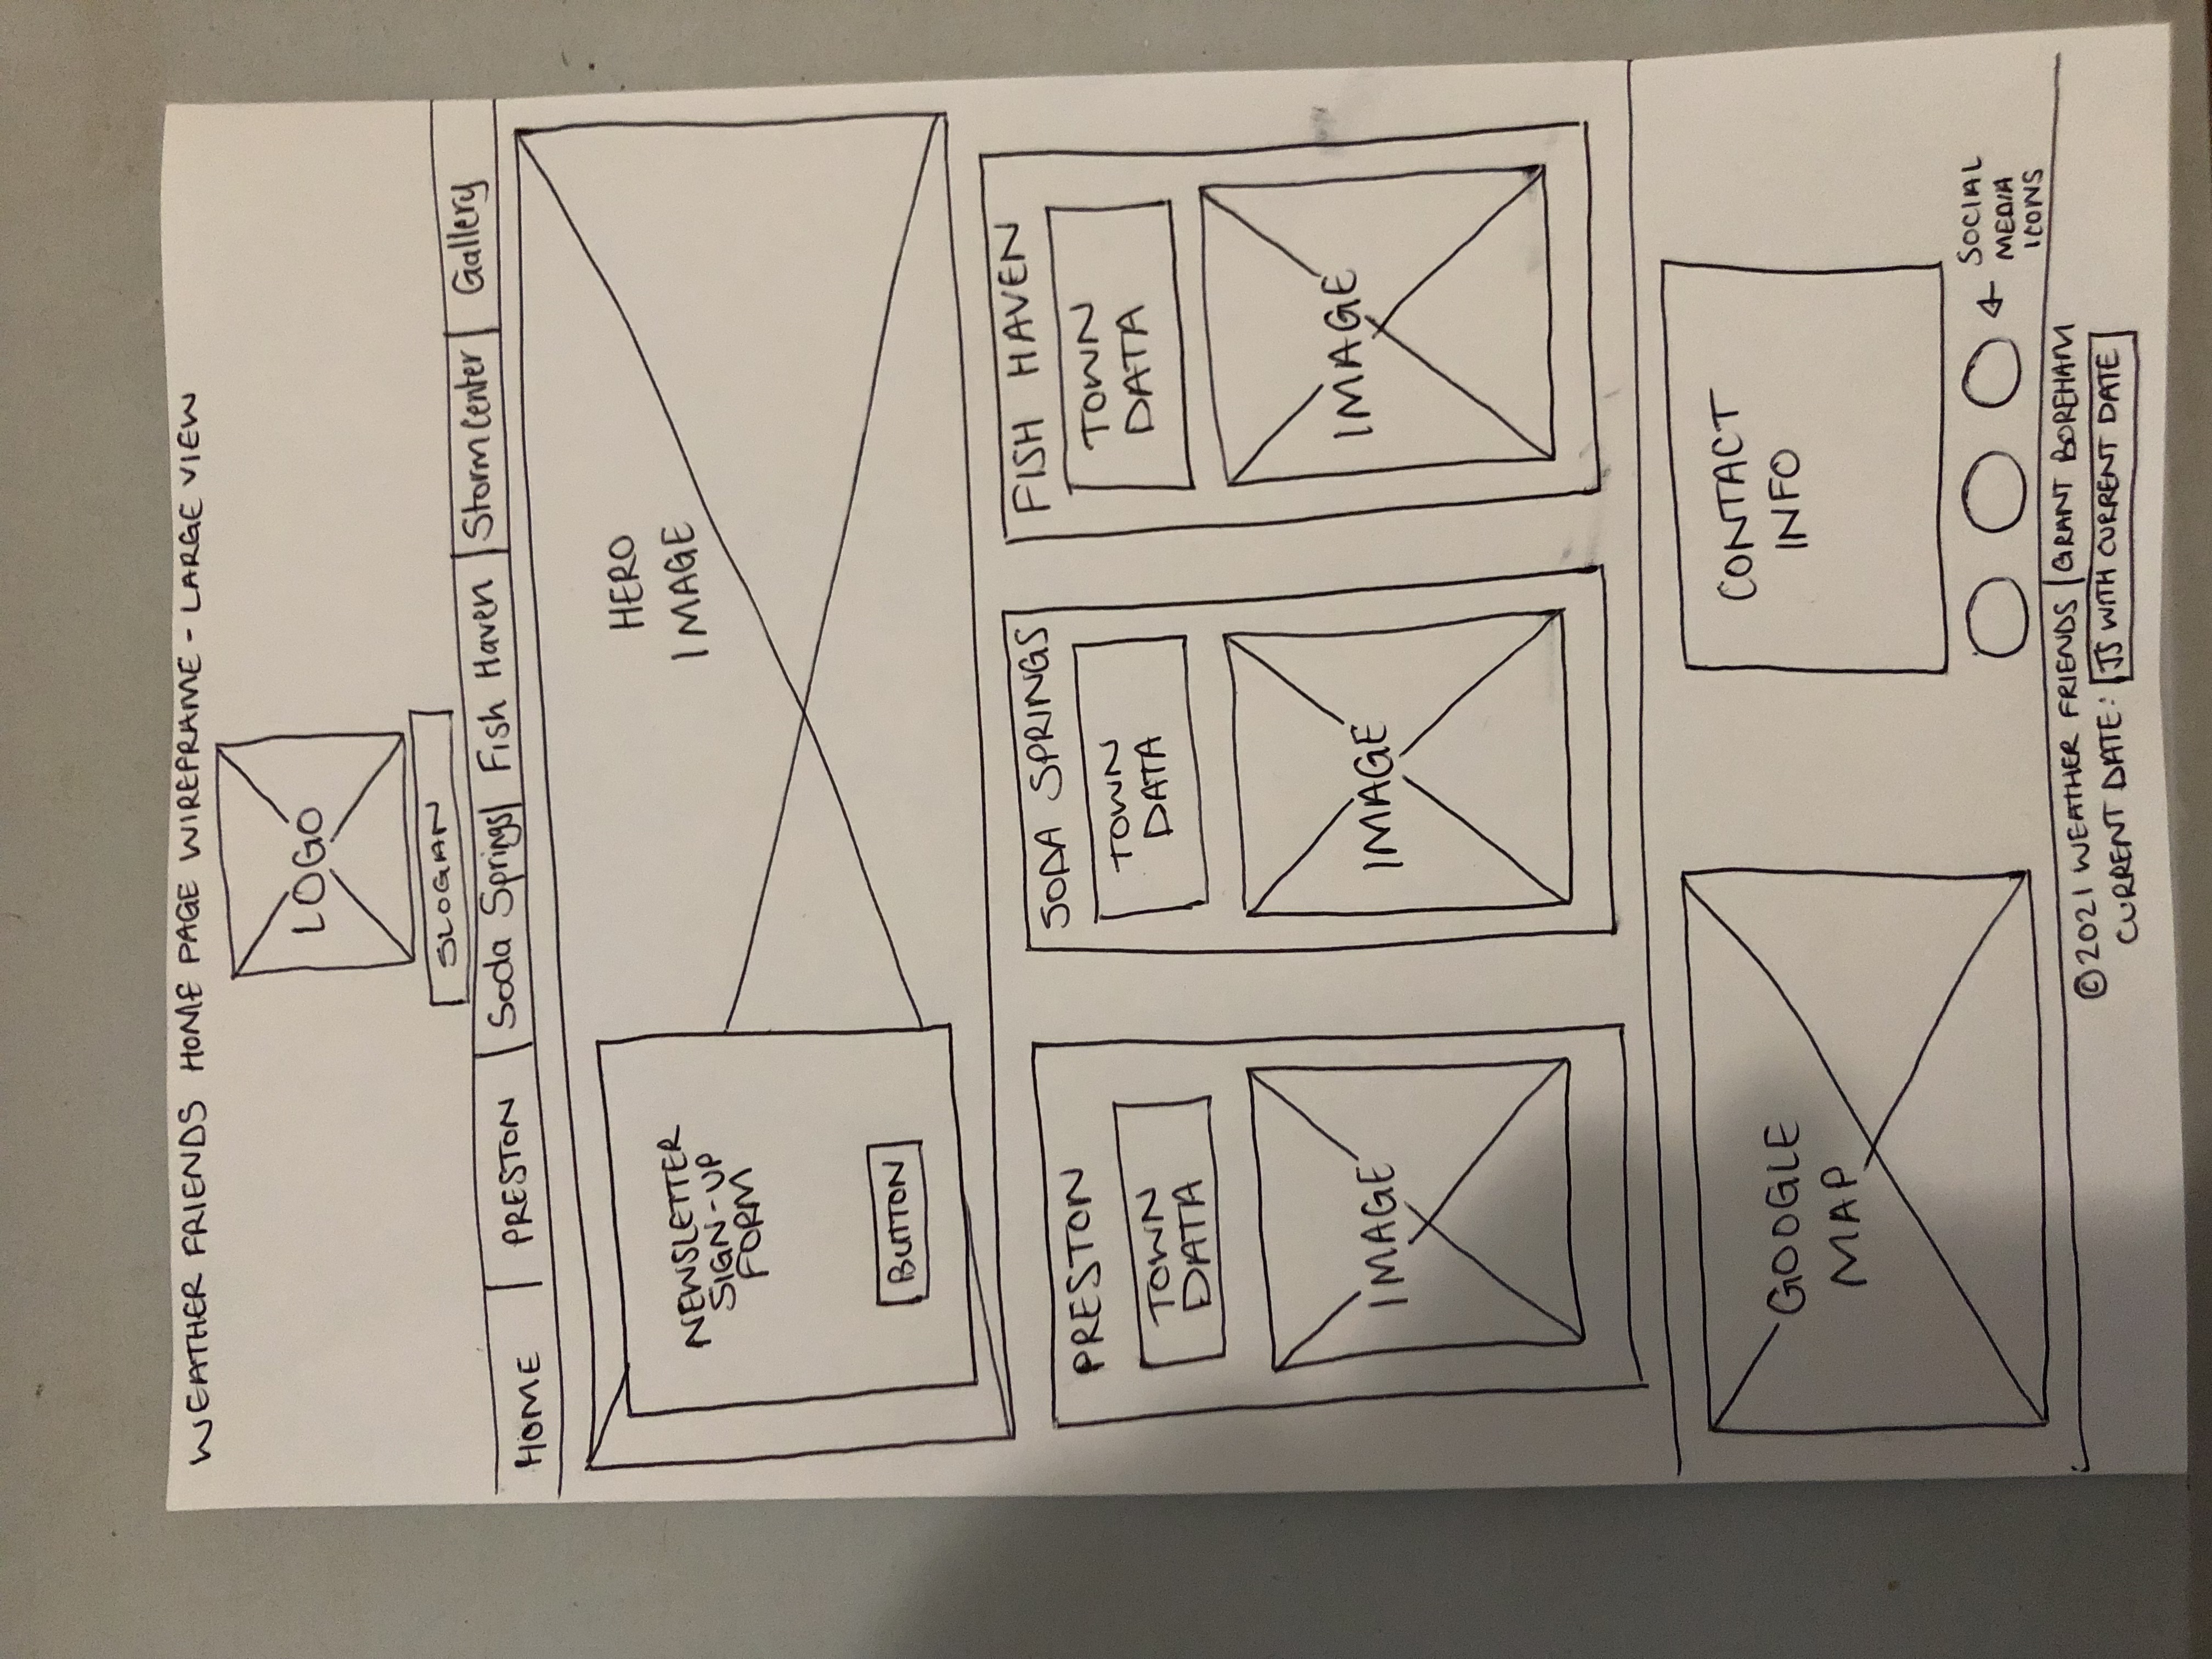 WEATHER FRIENDS HOME PAGE WIREFRAME - LARGE VIEW
LOGO
SLOGAN
HOME | PRESTON | Soda Springs | Fish Haven | Storm Center | Gallery
NEWSLETTER
SIGN-UP
FORM
BUTTON
HERO
IMAGE
PRESTON
TOWN
DATA
IMAGE
SODA SPRINGS
TOWN
DATA
IMAGE
FISH HAVEN
TOWN
DATA
IMAGE
GOOGLE
MAP
CONTACT
INFO
SOCIAL
MEDIA
ICONS
©2021 WEATHER FRIENDS | GRANT BOREHAM
CURRENT DATE: JS WITH CURRENT DATE